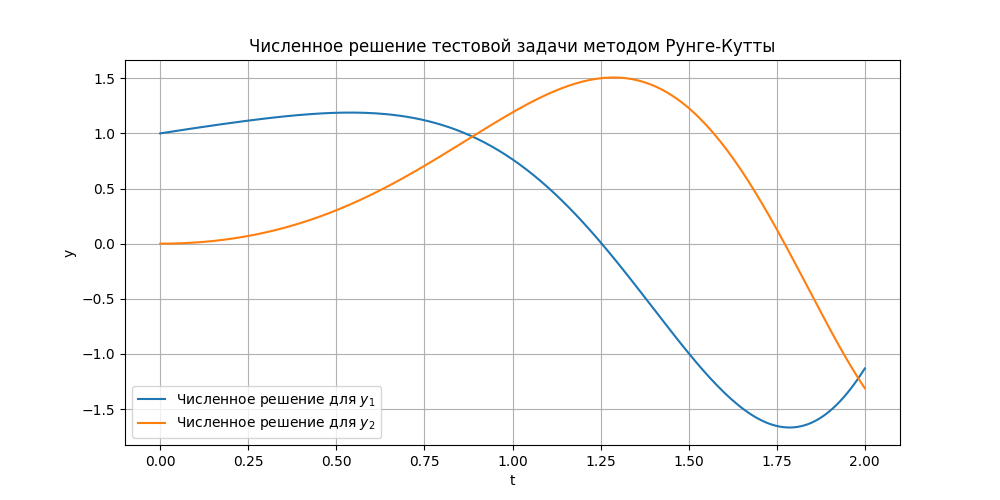 Численное решение тестовой задачи методом Рунге-Кутты
1.5
1.0
0.5
0.0
−0.5
−1.0
−1.5
y
Численное решение для y₁
Численное решение для y₂
0.00 0.25 0.50 0.75 1.00 1.25 1.50 1.75 2.00
t